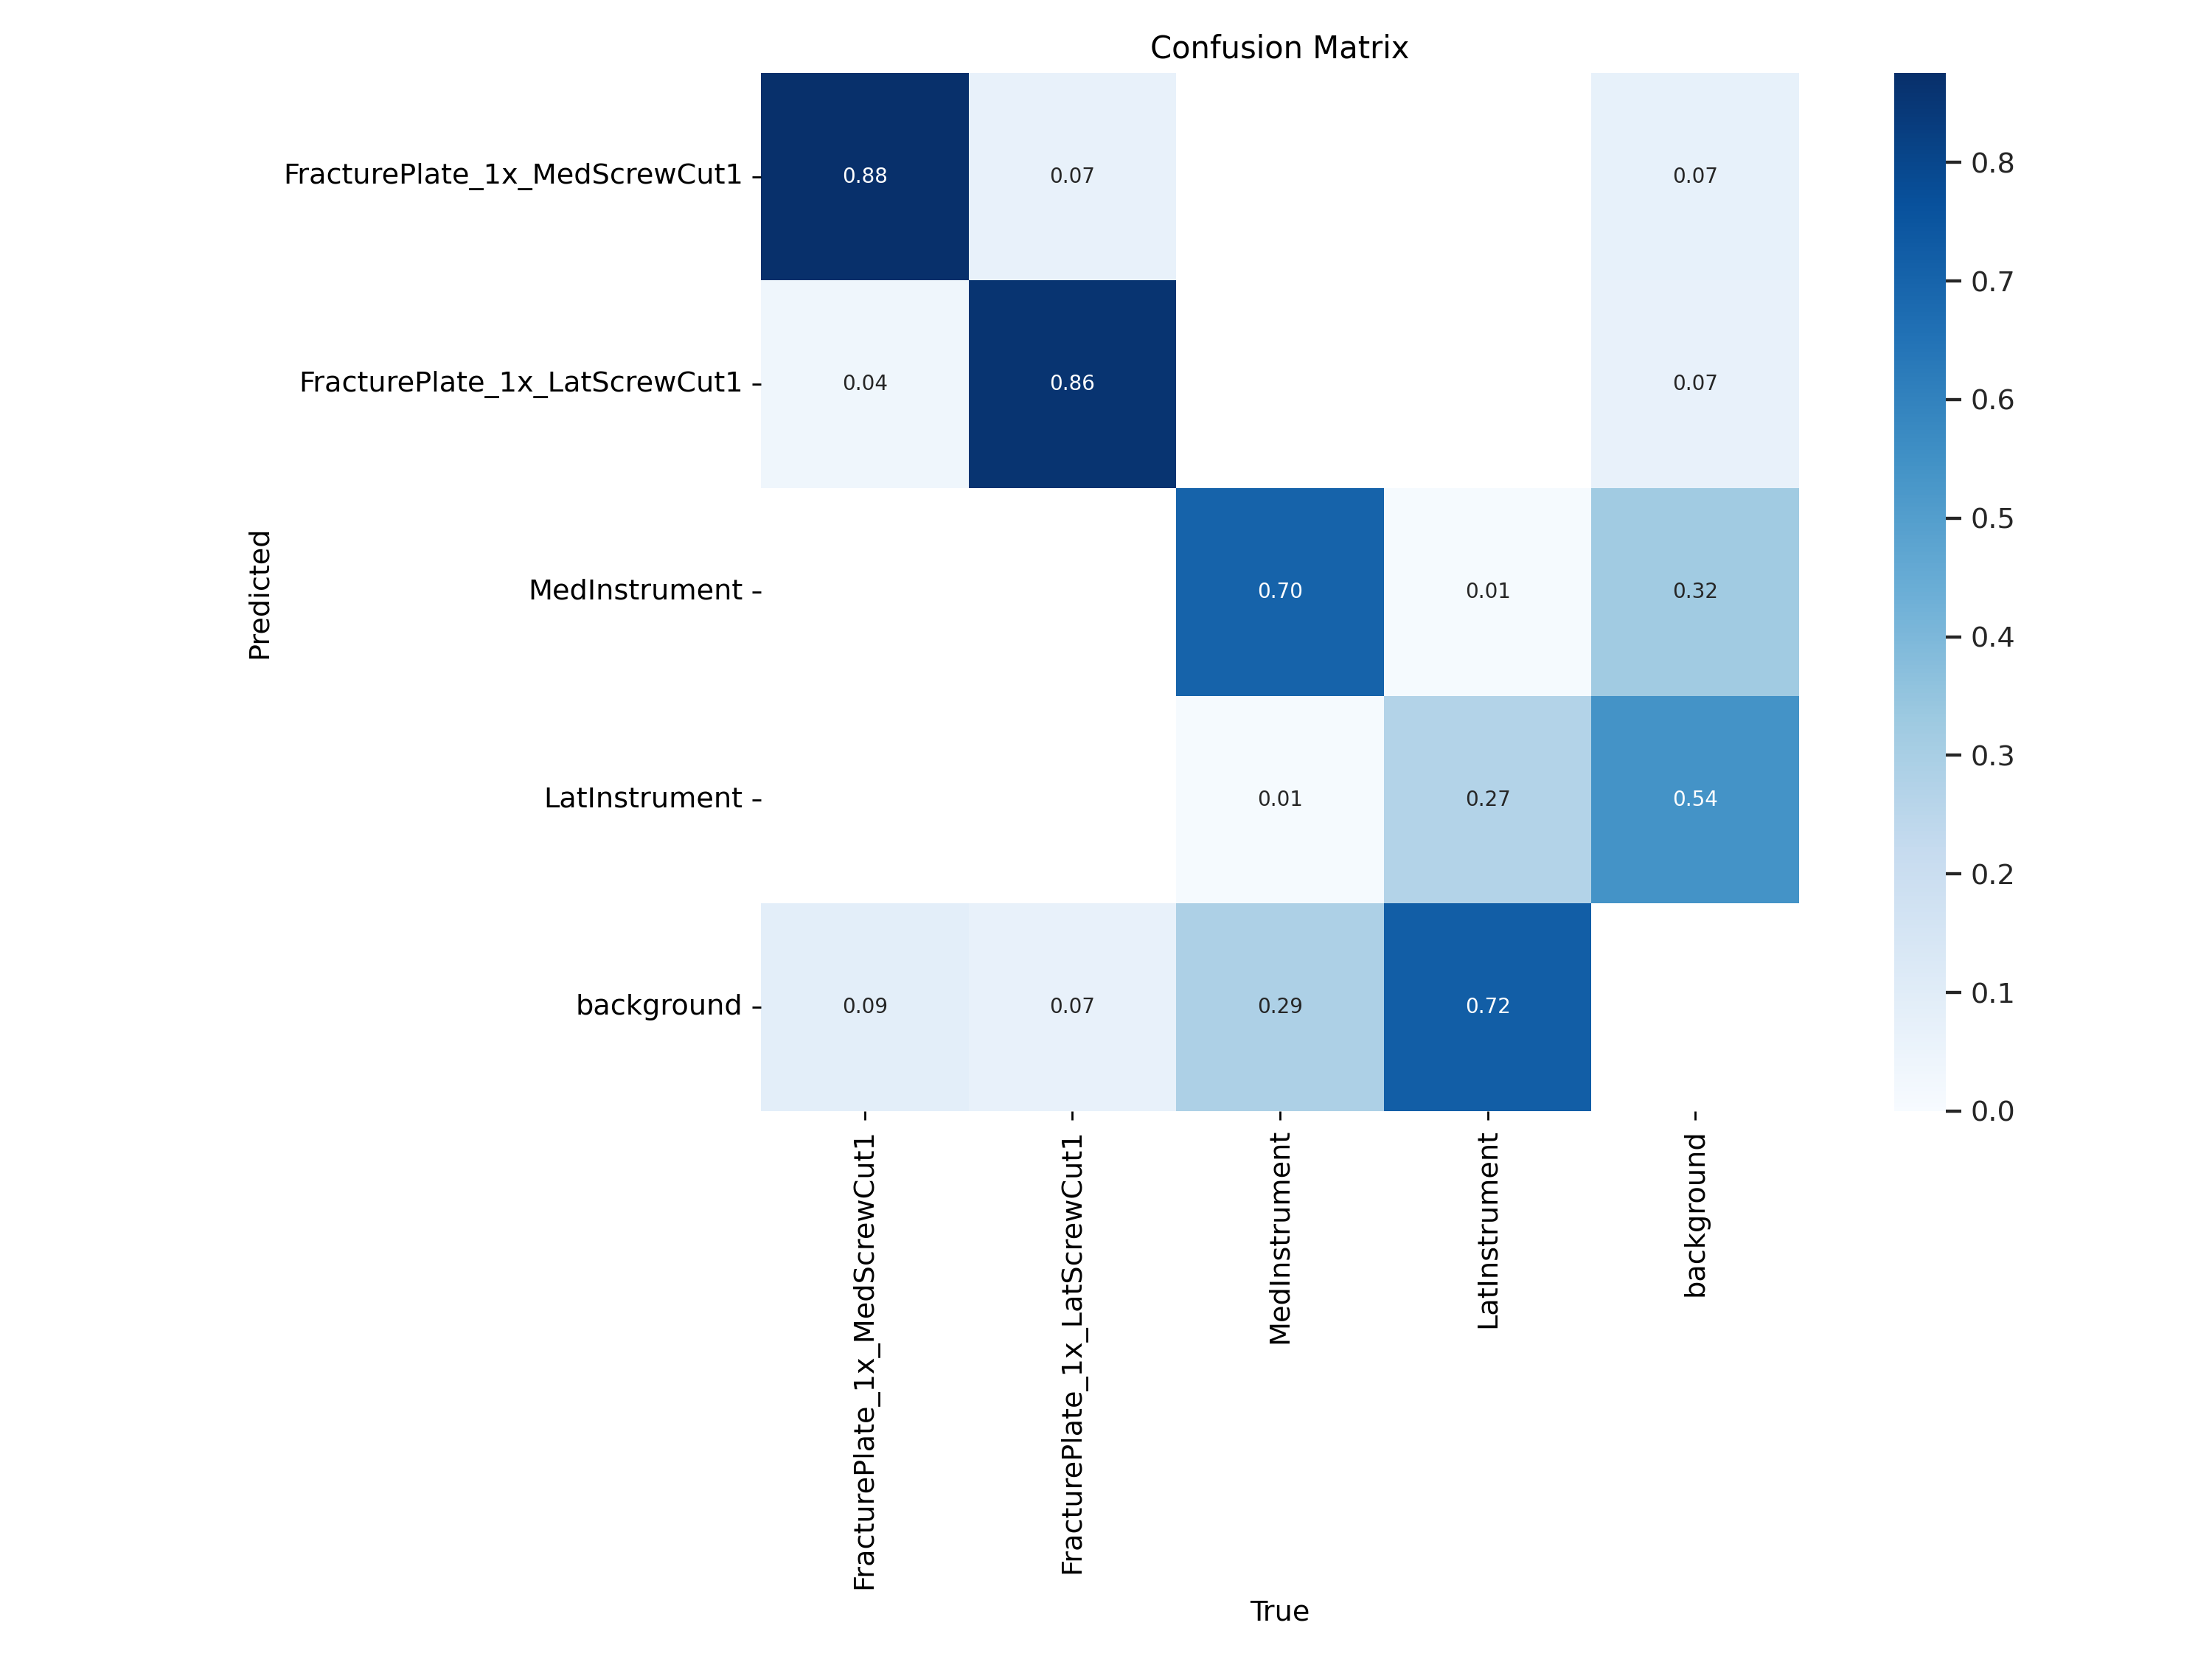 Confusion Matrix
FracturePlate_1x_MedScrewCut1
0.88
0.07
0.07
FracturePlate_1x_LatScrewCut1
0.04
0.86
0.07
MedInstrument
0.70
0.01
0.32
LatInstrument
0.01
0.27
0.54
background
0.09
0.07
0.29
0.72
Predicted
FracturePlate_1x_MedScrewCut1
FracturePlate_1x_LatScrewCut1
MedInstrument
LatInstrument
background
True
0.8
0.7
0.6
0.5
0.4
0.3
0.2
0.1
0.0